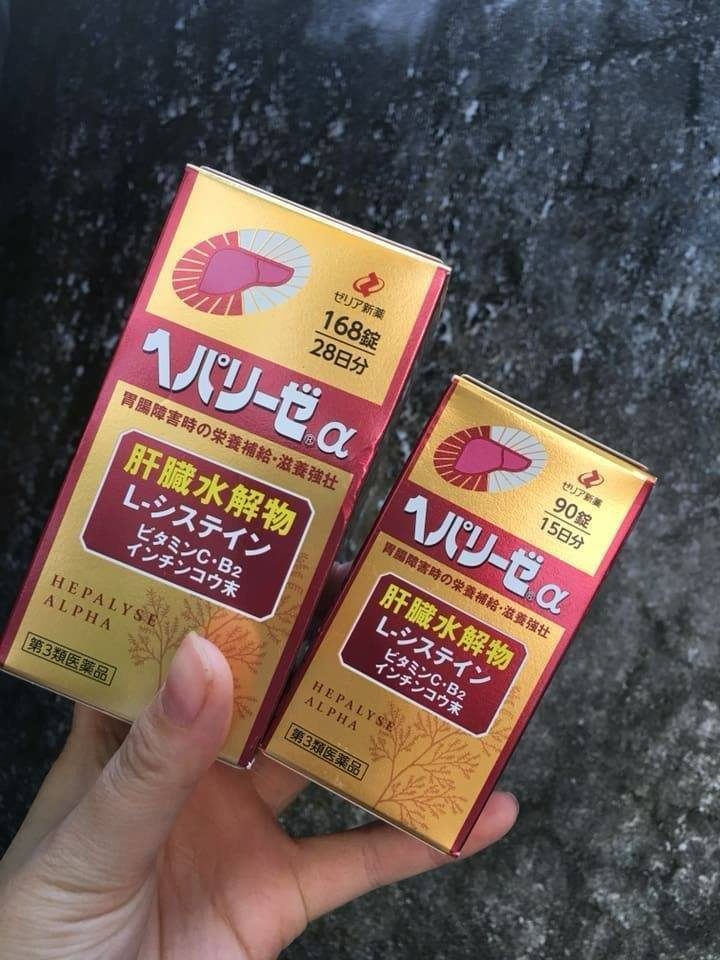 ゼリア新薬
168錠
28日分
ヘパリーゼ®α
胃腸障害時の栄養補給・滋養強壮
肝臓水解物
L-システイン
ビタミンC・B2
インチンコウ末
HEPALYSE
ALPHA
第3類医薬品
ゼリア新薬
90錠
15日分
ヘパリーゼ®α
胃腸障害時の栄養補給・滋養強壮
肝臓水解物
L-システイン
ビタミンC・B2
インチンコウ末
HEPALYSE
ALPHA
第3類医薬品